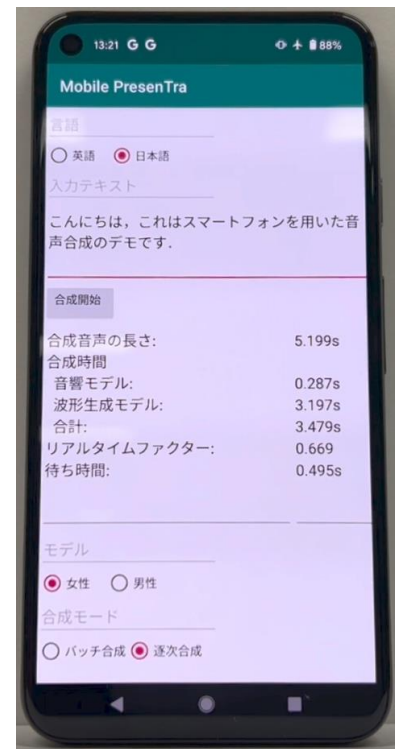 13:21 G G 88%
Mobile PresenTra
言語
英語 日本語
入力テキスト
こんにちは，これはスマートフォンを用いた音
声合成のデモです．
合成開始
合成音声の長さ: 5.199s
合成時間
音響モデル: 0.287s
波形生成モデル: 3.197s
合計: 3.479s
リアルタイムファクター: 0.669
待ち時間: 0.495s
モデル
女性 男性
合成モード
バッチ合成 逐次合成